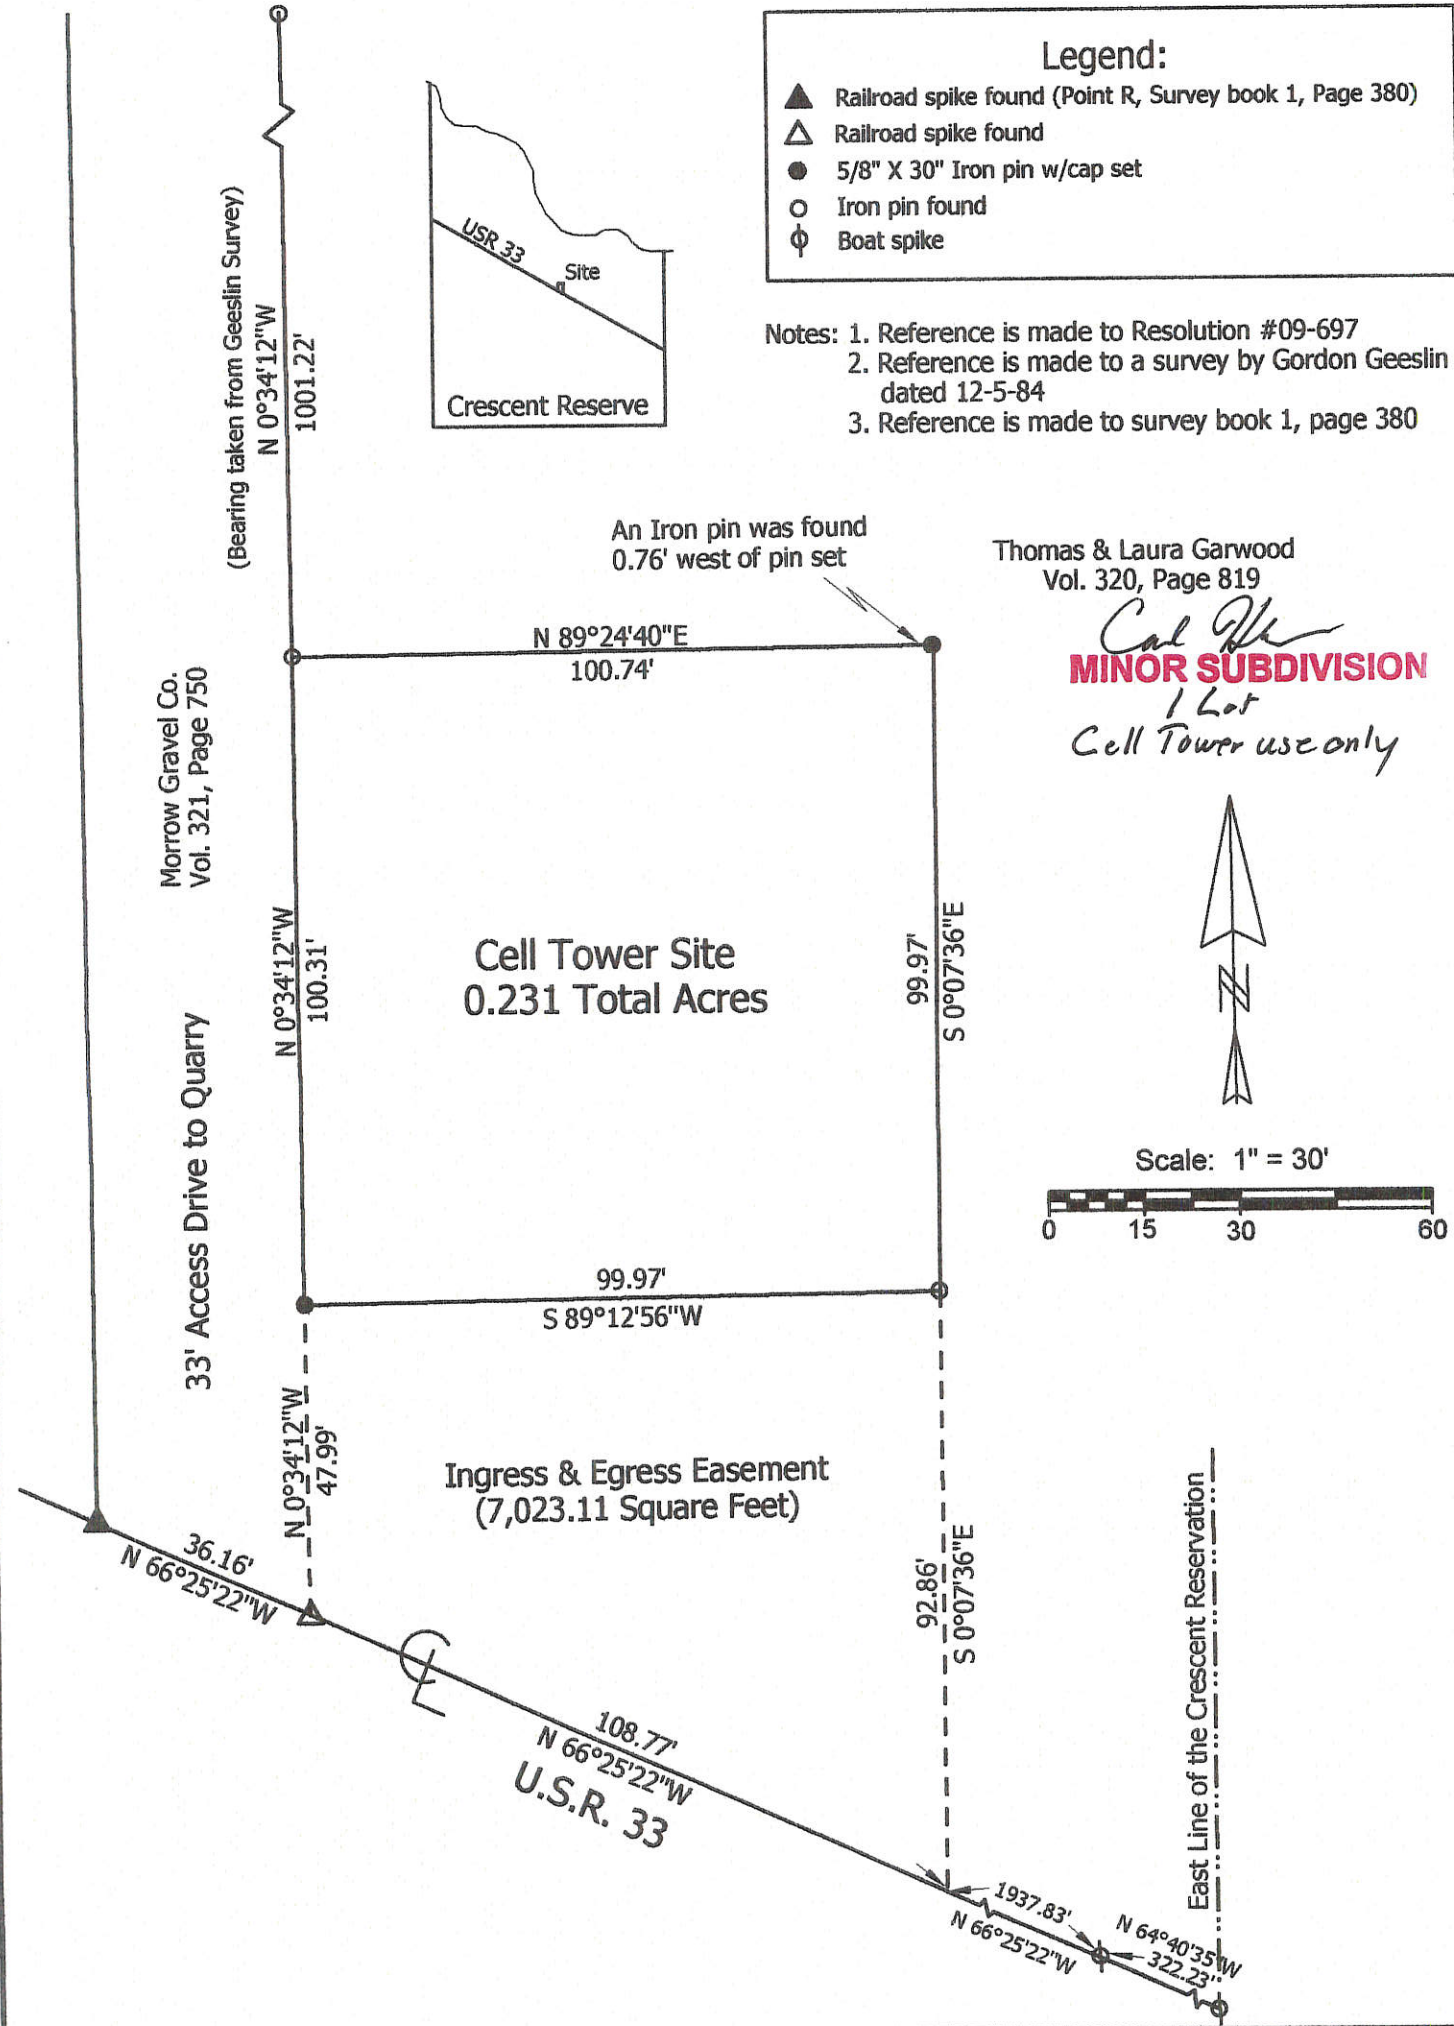 Legend:
Railroad spike found (Point R, Survey book 1, Page 380)
Railroad spike found
5/8" X 30" Iron pin w/cap set
Iron pin found
Boat spike
USR 33
Site
Crescent Reserve
Notes: 1. Reference is made to Resolution #09-697
2. Reference is made to a survey by Gordon Geeslin
dated 12-5-84
3. Reference is made to survey book 1, page 380
(Bearing taken from Geeslin Survey)
N 0°34'12"W
1001.22'
An Iron pin was found
0.76' west of pin set
Thomas & Laura Garwood
Vol. 320, Page 819
MINOR SUBDIVISION
1 Lot
Cell Tower use only
N 89°24'40"E
100.74'
Morrow Gravel Co.
Vol. 321, Page 750
N 0°34'12"W
100.31'
Cell Tower Site
0.231 Total Acres
99.97'
S 0°07'36"E
N
Scale: 1" = 30'
0 15 30 60
33' Access Drive to Quarry
99.97'
S 89°12'56"W
N 0°34'12"W
47.99'
Ingress & Egress Easement
(7,023.11 Square Feet)
92.86'
S 0°07'36"E
East Line of the Crescent Reservation
36.16'
N 66°25'22"W
CL
108.77'
N 66°25'22"W
U.S.R. 33
1937.83'
N 66°25'22"W
N 64°40'35"W
322.23"